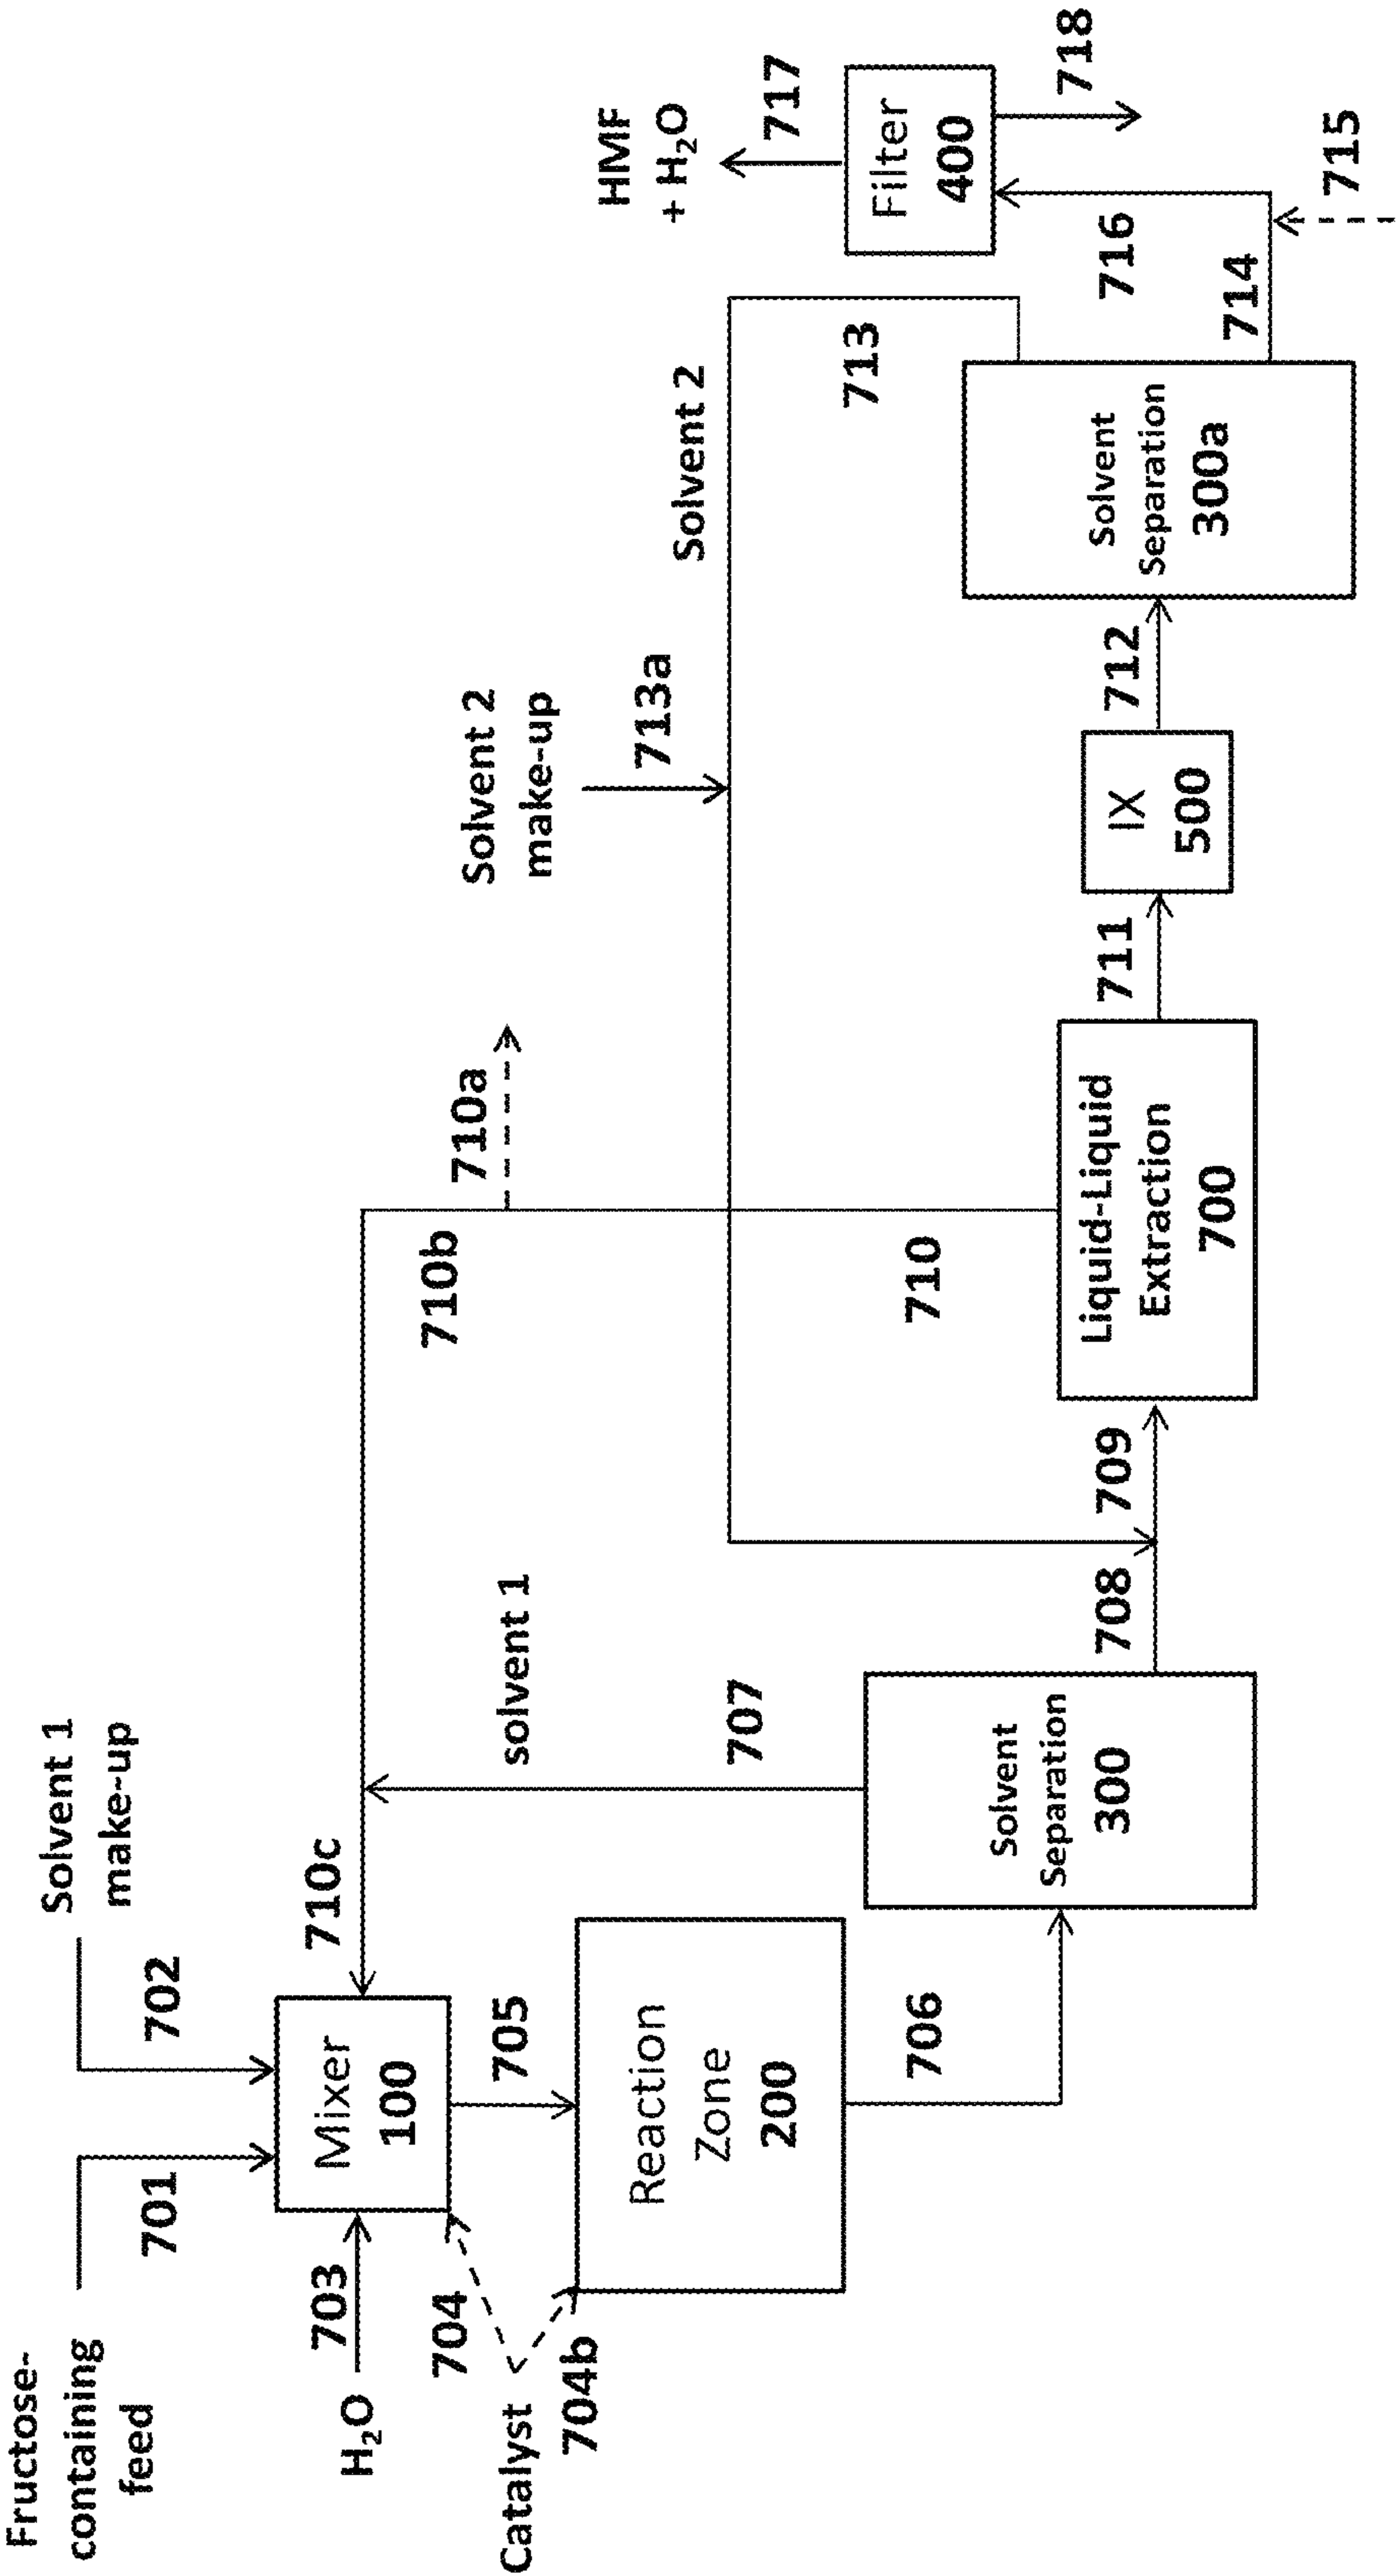 Fructose-
containing
feed
701
Solvent 1
make-up
702
H₂O
703
Mixer
100
710c
704
Catalyst
704b
705
Reaction
Zone
200
706
Solvent
Separation
300
707
solvent 1
708
709
Liquid-Liquid
Extraction
700
710
710b
710a
711
IX
500
712
Solvent 2
make-up
713a
Solvent 2
713
Solvent
Separation
300a
714
715
716
Filter
400
717
HMF
+ H₂O
718